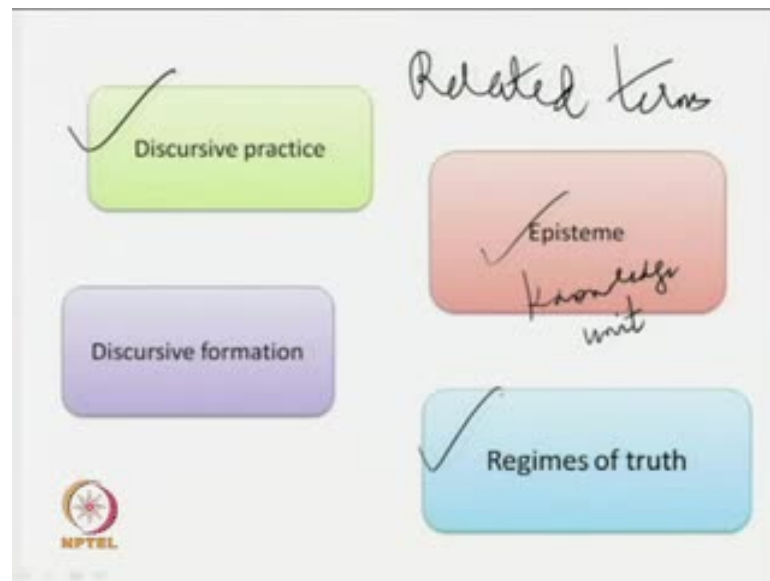 Related terms
Discursive practice
Episteme
knowledge
unit
Discursive formation
Regimes of truth
NPTEL